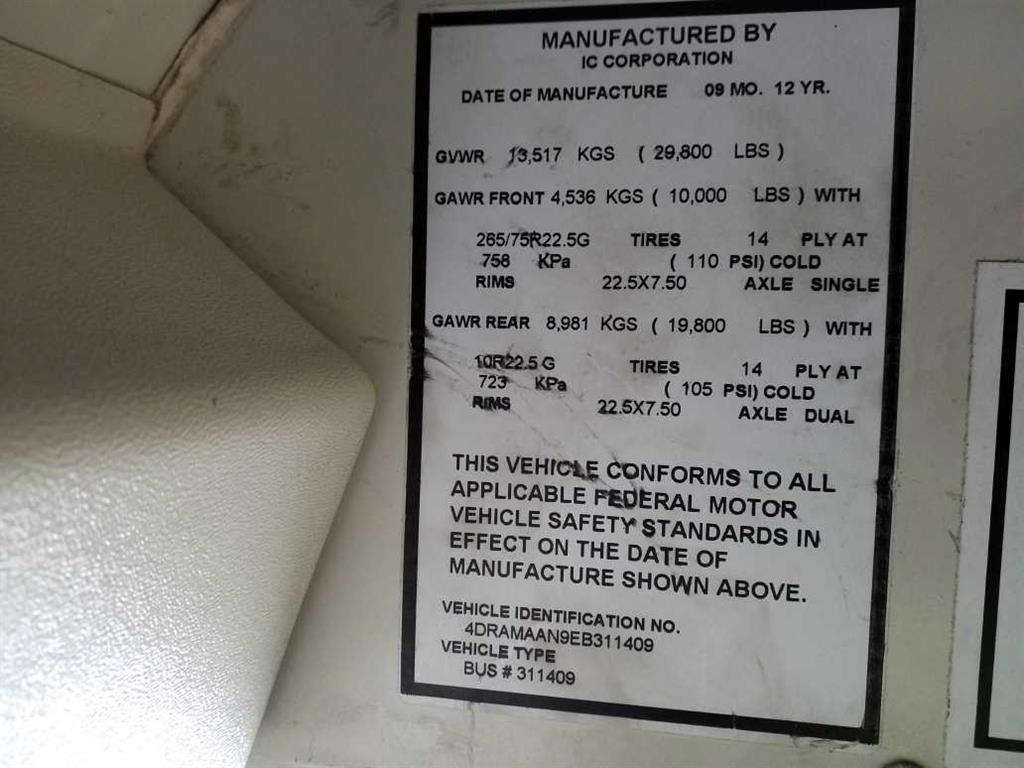 MANUFACTURED BY
IC CORPORATION
DATE OF MANUFACTURE 09 MO. 12 YR.
GVWR 13,517 KGS ( 29,800 LBS )
GAWR FRONT 4,536 KGS ( 10,000 LBS ) WITH
265/75R22.5G TIRES 14 PLY AT
758 KPa ( 110 PSI) COLD
RIMS 22.5X7.50 AXLE SINGLE
GAWR REAR 8,981 KGS ( 19,800 LBS ) WITH
10R22.5 G TIRES 14 PLY AT
723 KPa ( 105 PSI) COLD
RIMS 22.5X7.50 AXLE DUAL
THIS VEHICLE CONFORMS TO ALL
APPLICABLE FEDERAL MOTOR
VEHICLE SAFETY STANDARDS IN
EFFECT ON THE DATE OF
MANUFACTURE SHOWN ABOVE.
VEHICLE IDENTIFICATION NO.
4DRAMAAN9EB311409
VEHICLE TYPE
BUS # 311409